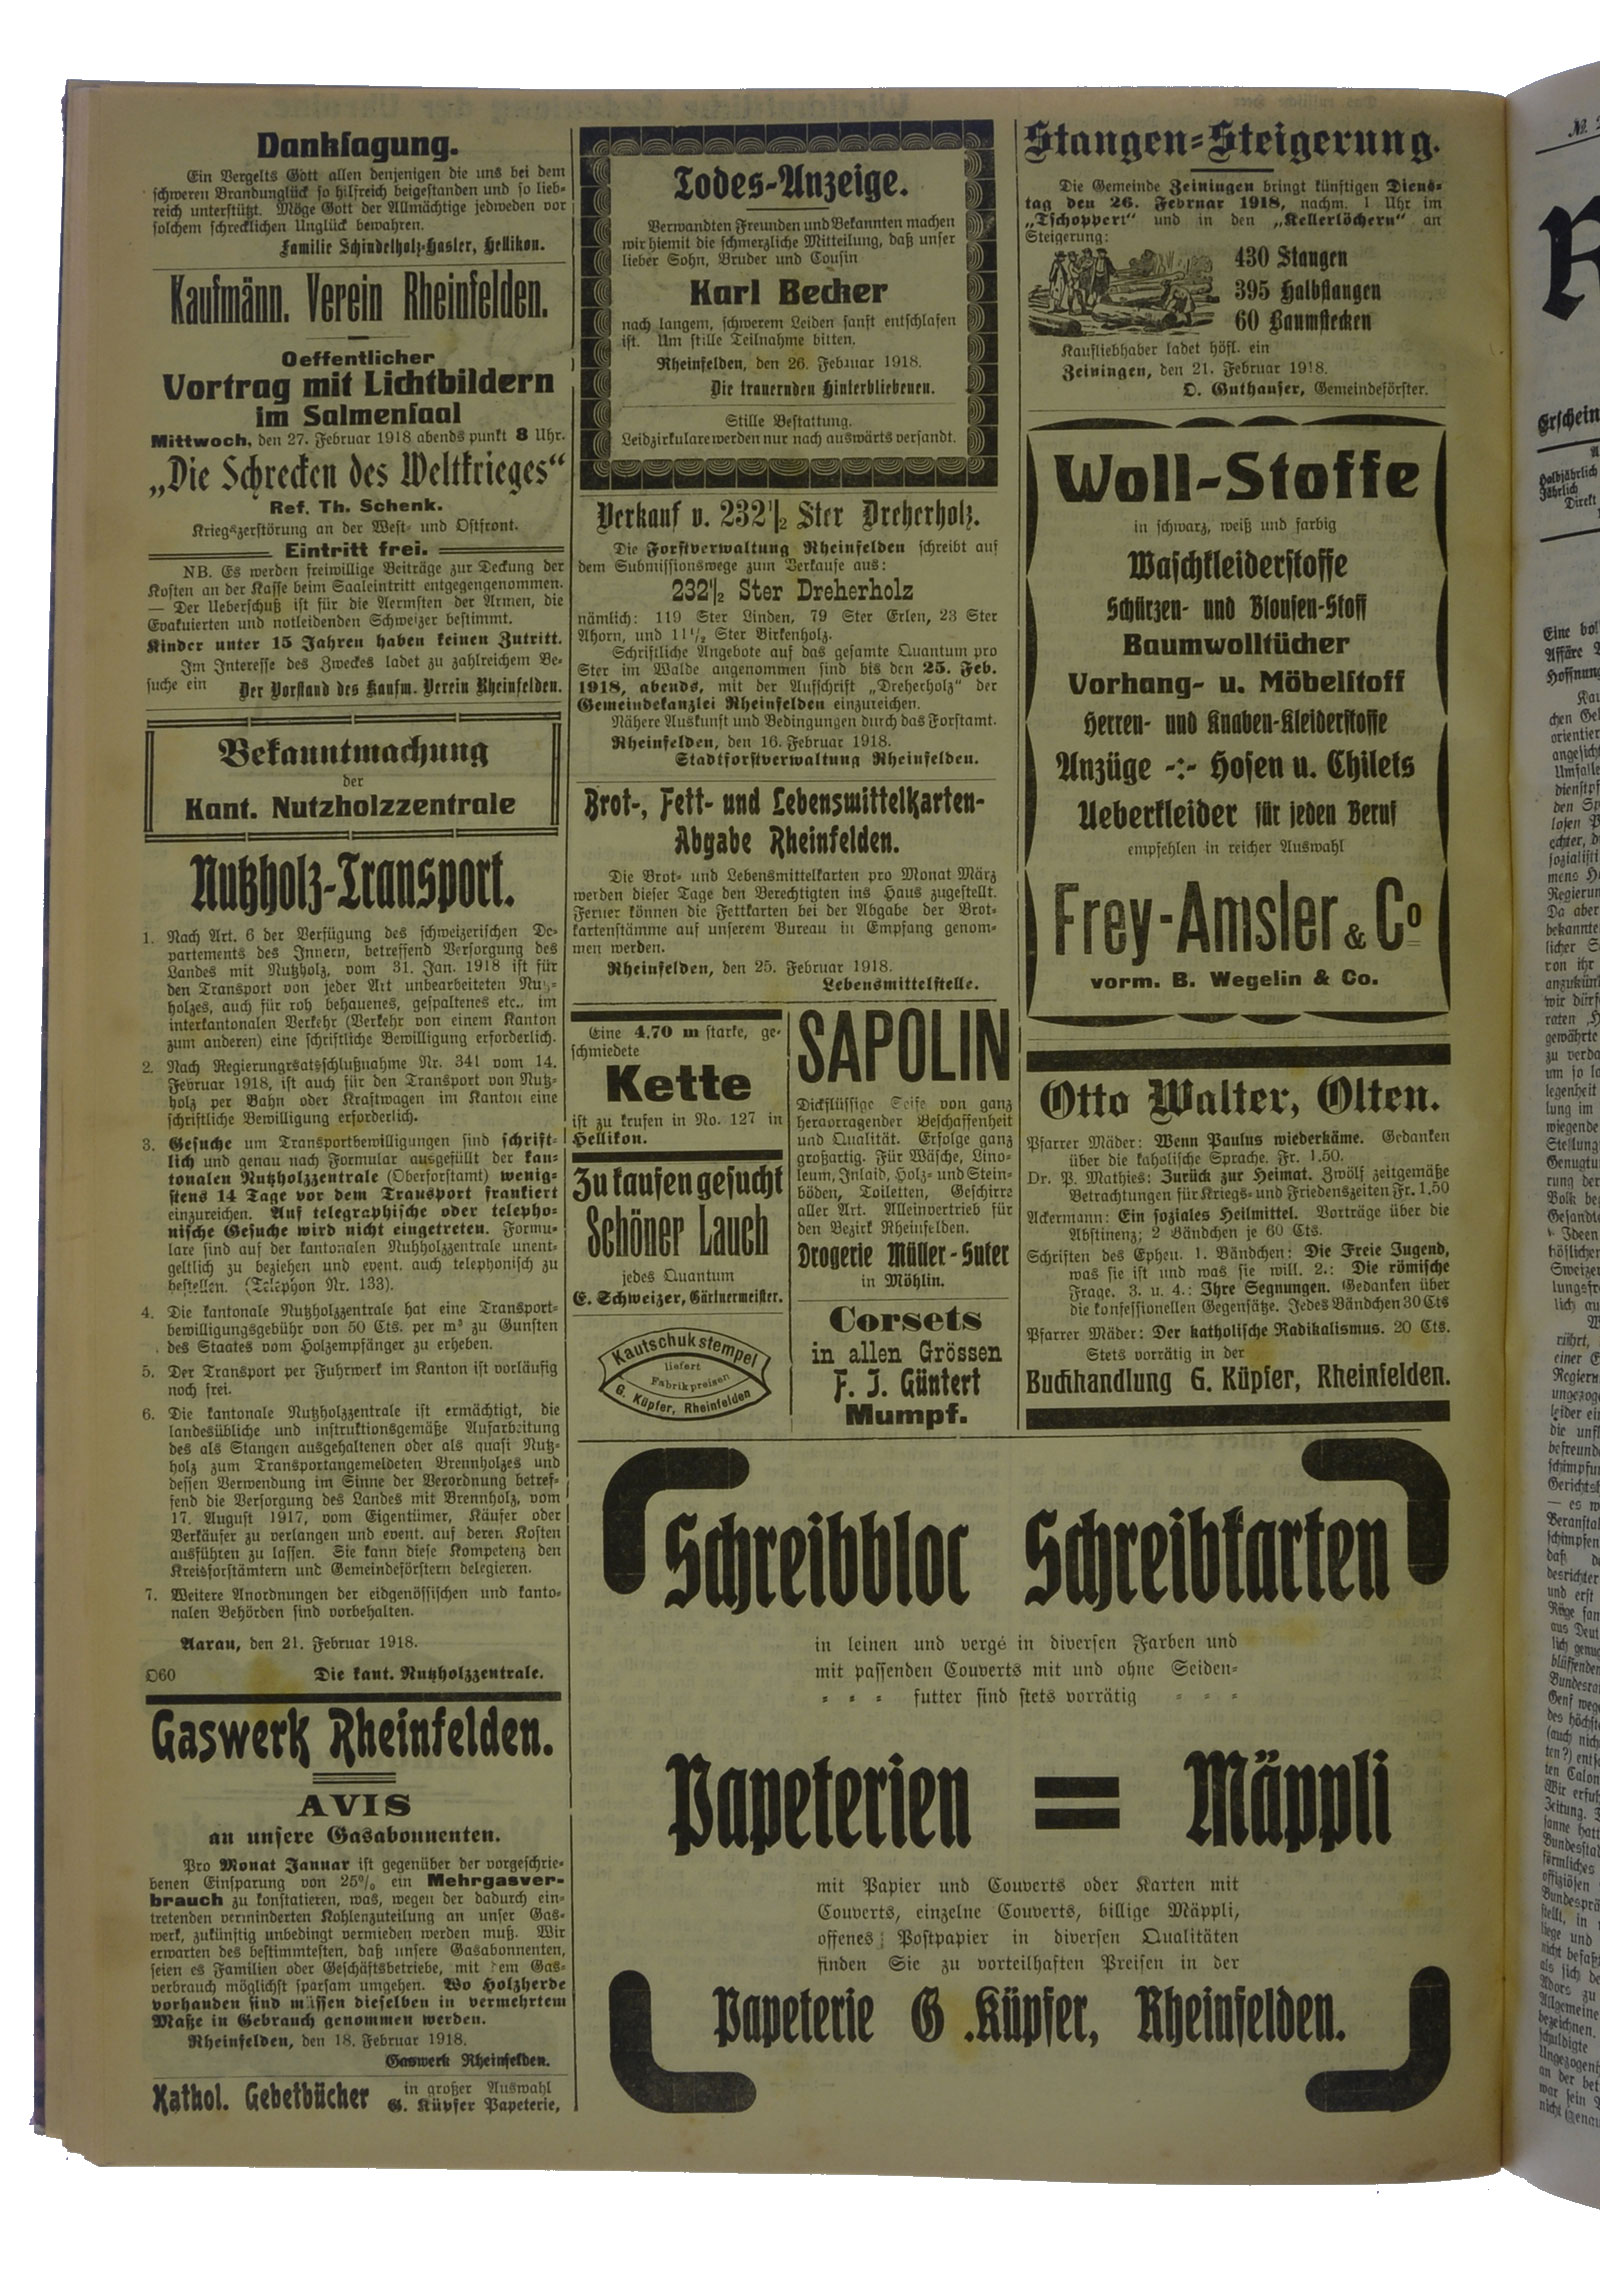 Danksagung.
Ein Vergelts Gott allen denjenigen die uns bei dem
schweren Brandunglück so hilfreich beigestanden und so lieb-
reich unterstützt. Möge Gott der Allmächtige jedweden vor
solchem schrecklichen Unglück bewahren.
Familie Schindelholz-Hasler, Hellikon.
Kaufmänn. Verein Rheinfelden.
Oeffentlicher
Vortrag mit Lichtbildern
im Salmensaal
Mittwoch, den 27. Februar 1918 abends punkt 8 Uhr.
„Die Schrecken des Weltkrieges“
Ref. Th. Schenk.
Kriegszerstörung an der West- und Ostfront.
Eintritt frei.
NB. Es werden freiwillige Beiträge zur Deckung der
Kosten an der Kasse beim Saaleintritt entgegengenommen.
— Der Ueberschuß ist für die Aermsten der Armen, die
Evakuierten und notleidenden Schweizer bestimmt.
Kinder unter 15 Jahren haben keinen Zutritt.
Im Interesse des Zweckes ladet zu zahlreichem Be-
suche ein Der Vorstand des Kaufm. Verein Rheinfelden.
Bekanntmachung
der
Kant. Nutzholzzentrale
Nutzholz-Transport.
1. Nach Art. 6 der Verfügung des schweizerischen De-
partements des Innern, betreffend Versorgung des
Landes mit Nutzholz, vom 31. Jan. 1918 ist für
den Transport von jeder Art unbearbeiteten Nutz-
holzes, auch für roh behauenes, gespaltenes etc., im
interkantonalen Verkehr (Verkehr von einem Kanton
zum anderen) eine schriftliche Bewilligung erforderlich.
2. Nach Regierungsratsschlußnahme Nr. 341 vom 14.
Februar 1918, ist auch für den Transport von Nutz-
holz per Bahn oder Kraftwagen im Kanton eine
schriftliche Bewilligung erforderlich.
3. Gesuche um Transportbewilligungen sind schrift-
lich und genau nach Formular ausgefüllt der kan-
tonalen Nutzholzzentrale (Oberforstamt) wenig-
stens 14 Tage vor dem Transport frankiert
einzureichen. Auf telegraphische oder telepho-
nische Gesuche wird nicht eingetreten. Formu-
lare sind auf der kantonalen Nutzholzzentrale unent-
geltlich zu beziehen und event. auch telephonisch zu
bestellen. (Telephon Nr. 133).
4. Die kantonale Nutzholzzentrale hat eine Transport-
bewilligungsgebühr von 50 Cts. per m³ zu Gunsten
des Staates vom Holzempfänger zu erheben.
5. Der Transport per Fuhrwerk im Kanton ist vorläufig
noch frei.
6. Die kantonale Nutzholzzentrale ist ermächtigt, die
landesübliche und instruktionsgemäße Aufarbeitung
des als Stangen ausgehaltenen oder als quasi Nutz-
holz zum Transportangemeldeten Brennholzes und
dessen Verwendung im Sinne der Verordnung betref-
fend die Versorgung des Landes mit Brennholz, vom
17. August 1917, vom Eigentümer, Käufer oder
Verkäufer zu verlangen und event. auf deren Kosten
ausführen zu lassen. Sie kann diese Kompetenz den
Kreisforstämtern und Gemeindeförstern delegieren.
7. Weitere Anordnungen der eidgenössischen und kanto-
nalen Behörden sind vorbehalten.
Aarau, den 21. Februar 1918.
O60 Die kant. Nutzholzzentrale.
Gaswerk Rheinfelden.
AVIS
an unsere Gasabonnenten.
Pro Monat Januar ist gegenüber der vorgeschrie-
benen Einsparung von 25% ein Mehrgasver-
brauch zu konstatieren, was, wegen der dadurch ein-
tretenden verminderten Kohlenzuteilung an unser Gas-
werk, zukünftig unbedingt vermieden werden muß. Wir
erwarten des bestimmtesten, daß unsere Gasabonnenten,
seien es Familien oder Geschäftsbetriebe, mit dem Gas-
verbrauch möglichst sparsam umgehen. Wo Holzherde
vorhanden sind müssen dieselben in vermehrtem
Maße in Gebrauch genommen werden.
Rheinfelden, den 18. Februar 1918.
Gaswerk Rheinfelden.
Kathol. Gebetbücher in großer Auswahl
G. Küpfer Papeterie,
Todes-Anzeige.
Verwandten Freunden und Bekannten machen
wir hiemit die schmerzliche Mitteilung, daß unser
lieber Sohn, Bruder und Cousin
Karl Becker
nach langem, schwerem Leiden sanft entschlafen
ist. Um stille Teilnahme bitten,
Rheinfelden, den 26. Februar 1918.
Die trauernden Hinterbliebenen.
Stille Bestattung.
Leidzirkulare werden nur nach auswärts versandt.
Verkauf v. 232½ Ster Dreherholz.
Die Forstverwaltung Rheinfelden schreibt auf
dem Submissionswege zum Verkaufe aus:
232½ Ster Dreherholz
nämlich: 119 Ster Linden, 79 Ster Erlen, 23 Ster
Ahorn, und 11½ Ster Birkenholz.
Schriftliche Angebote auf das gesamte Quantum pro
Ster im Walde angenommen sind bis den 25. Feb.
1918, abends, mit der Aufschrift „Dreherholz“ der
Gemeindekanzlei Rheinfelden einzureichen.
Nähere Auskunft und Bedingungen durch das Forstamt.
Rheinfelden, den 16. Februar 1918.
Stadtforstverwaltung Rheinfelden.
Brot-, Fett- und Lebensmittelkarten-
Abgabe Rheinfelden.
Die Brot- und Lebensmittelkarten pro Monat März
werden dieser Tage den Berechtigten ins Haus zugestellt.
Ferner können die Fettkarten bei der Abgabe der Brot-
kartenstämme auf unserem Bureau in Empfang genom-
men werden.
Rheinfelden, den 25. Februar 1918.
Lebensmittelstelle.
Eine 4.70 m starke, ge-
schmiedete
Kette
ist zu krufen in No. 127 in
Hellikon.
Zu kaufen gesucht
Schöner Lauch
jedes Quantum
E. Schweizer, Gärtnermeister.
Kautschukstempel
liefert
Fabrikpreisen
G. Küpfer, Rheinfelden
SAPOLIN
Dickflüssige Seife von ganz
hervorragender Beschaffenheit
und Qualität. Erfolge ganz
großartig. Für Wäsche, Lino-
leum, Inlaid, Holz- und Stein-
böden, Toiletten, Geschirre
aller Art. Alleinvertrieb für
den Bezirk Rheinfelden.
Drogerie Müller-Suter
in Möhlin.
Corsets
in allen Grössen
F. J. Güntert
Mumpf.
Stangen-Steigerung.
Die Gemeinde Zeiningen bringt künftigen Diens-
tag den 26. Februar 1918, nachm. 1 Uhr im
„Tschoppert“ und in den „Kellerlöchern“ an
Steigerung:
430 Stangen
395 Halbstangen
60 Baumstecken
Kaufliebhaber ladet höfl. ein
Zeiningen, den 21. Februar 1918.
O. Guthauser, Gemeindeförster.
Woll-Stoffe
in schwarz, weiß und farbig
Waschkleiderstoffe
Schürzen- und Blousen-Stoff
Baumwolltücher
Vorhang- u. Möbelstoff
Herren- und Knaben-Kleiderstoffe
Anzüge -:- Hosen u. Chilets
Ueberkleider für jeden Beruf
empfehlen in reicher Auswahl
Frey-Amsler & Co
vorm. B. Wegelin & Co.
Otto Walter, Olten.
Pfarrer Mäder: Wenn Paulus wiederkäme. Gedanken
über die kaholische Sprache. Fr. 1.50.
Dr. P. Mathies: Zurück zur Heimat. Zwölf zeitgemäße
Betrachtungen für Kriegs- und Friedenszeiten Fr. 1.50
Ackermann: Ein soziales Heilmittel. Vorträge über die
Abstinenz; 2 Bändchen je 60 Cts.
Schriften des Epheu. 1. Bändchen: Die Freie Jugend,
was sie ist und was sie will. 2.: Die römische
Frage. 3. u. 4.: Ihre Segnungen. Gedanken über
die konfessionellen Gegensätze. Jedes Bändchen 30 Cts
Pfarrer Mäder: Der katholische Radikalismus. 20 Cts.
Stets vorrätig in der
Buchhandlung G. Küpfer, Rheinfelden.
Schreibbloc Schreibkarten
in leinen und vergé in diversen Farben und
mit passenden Couverts mit und ohne Seiden-
futter sind stets vorrätig
Papeterien = Mäppli
mit Papier und Couverts oder Karten mit
Couverts, einzelne Couverts, billige Mäppli,
offenes Postpapier in diversen Qualitäten
finden Sie zu vorteilhaften Preisen in der
Papeterie G .Küpfer, Rheinfelden.